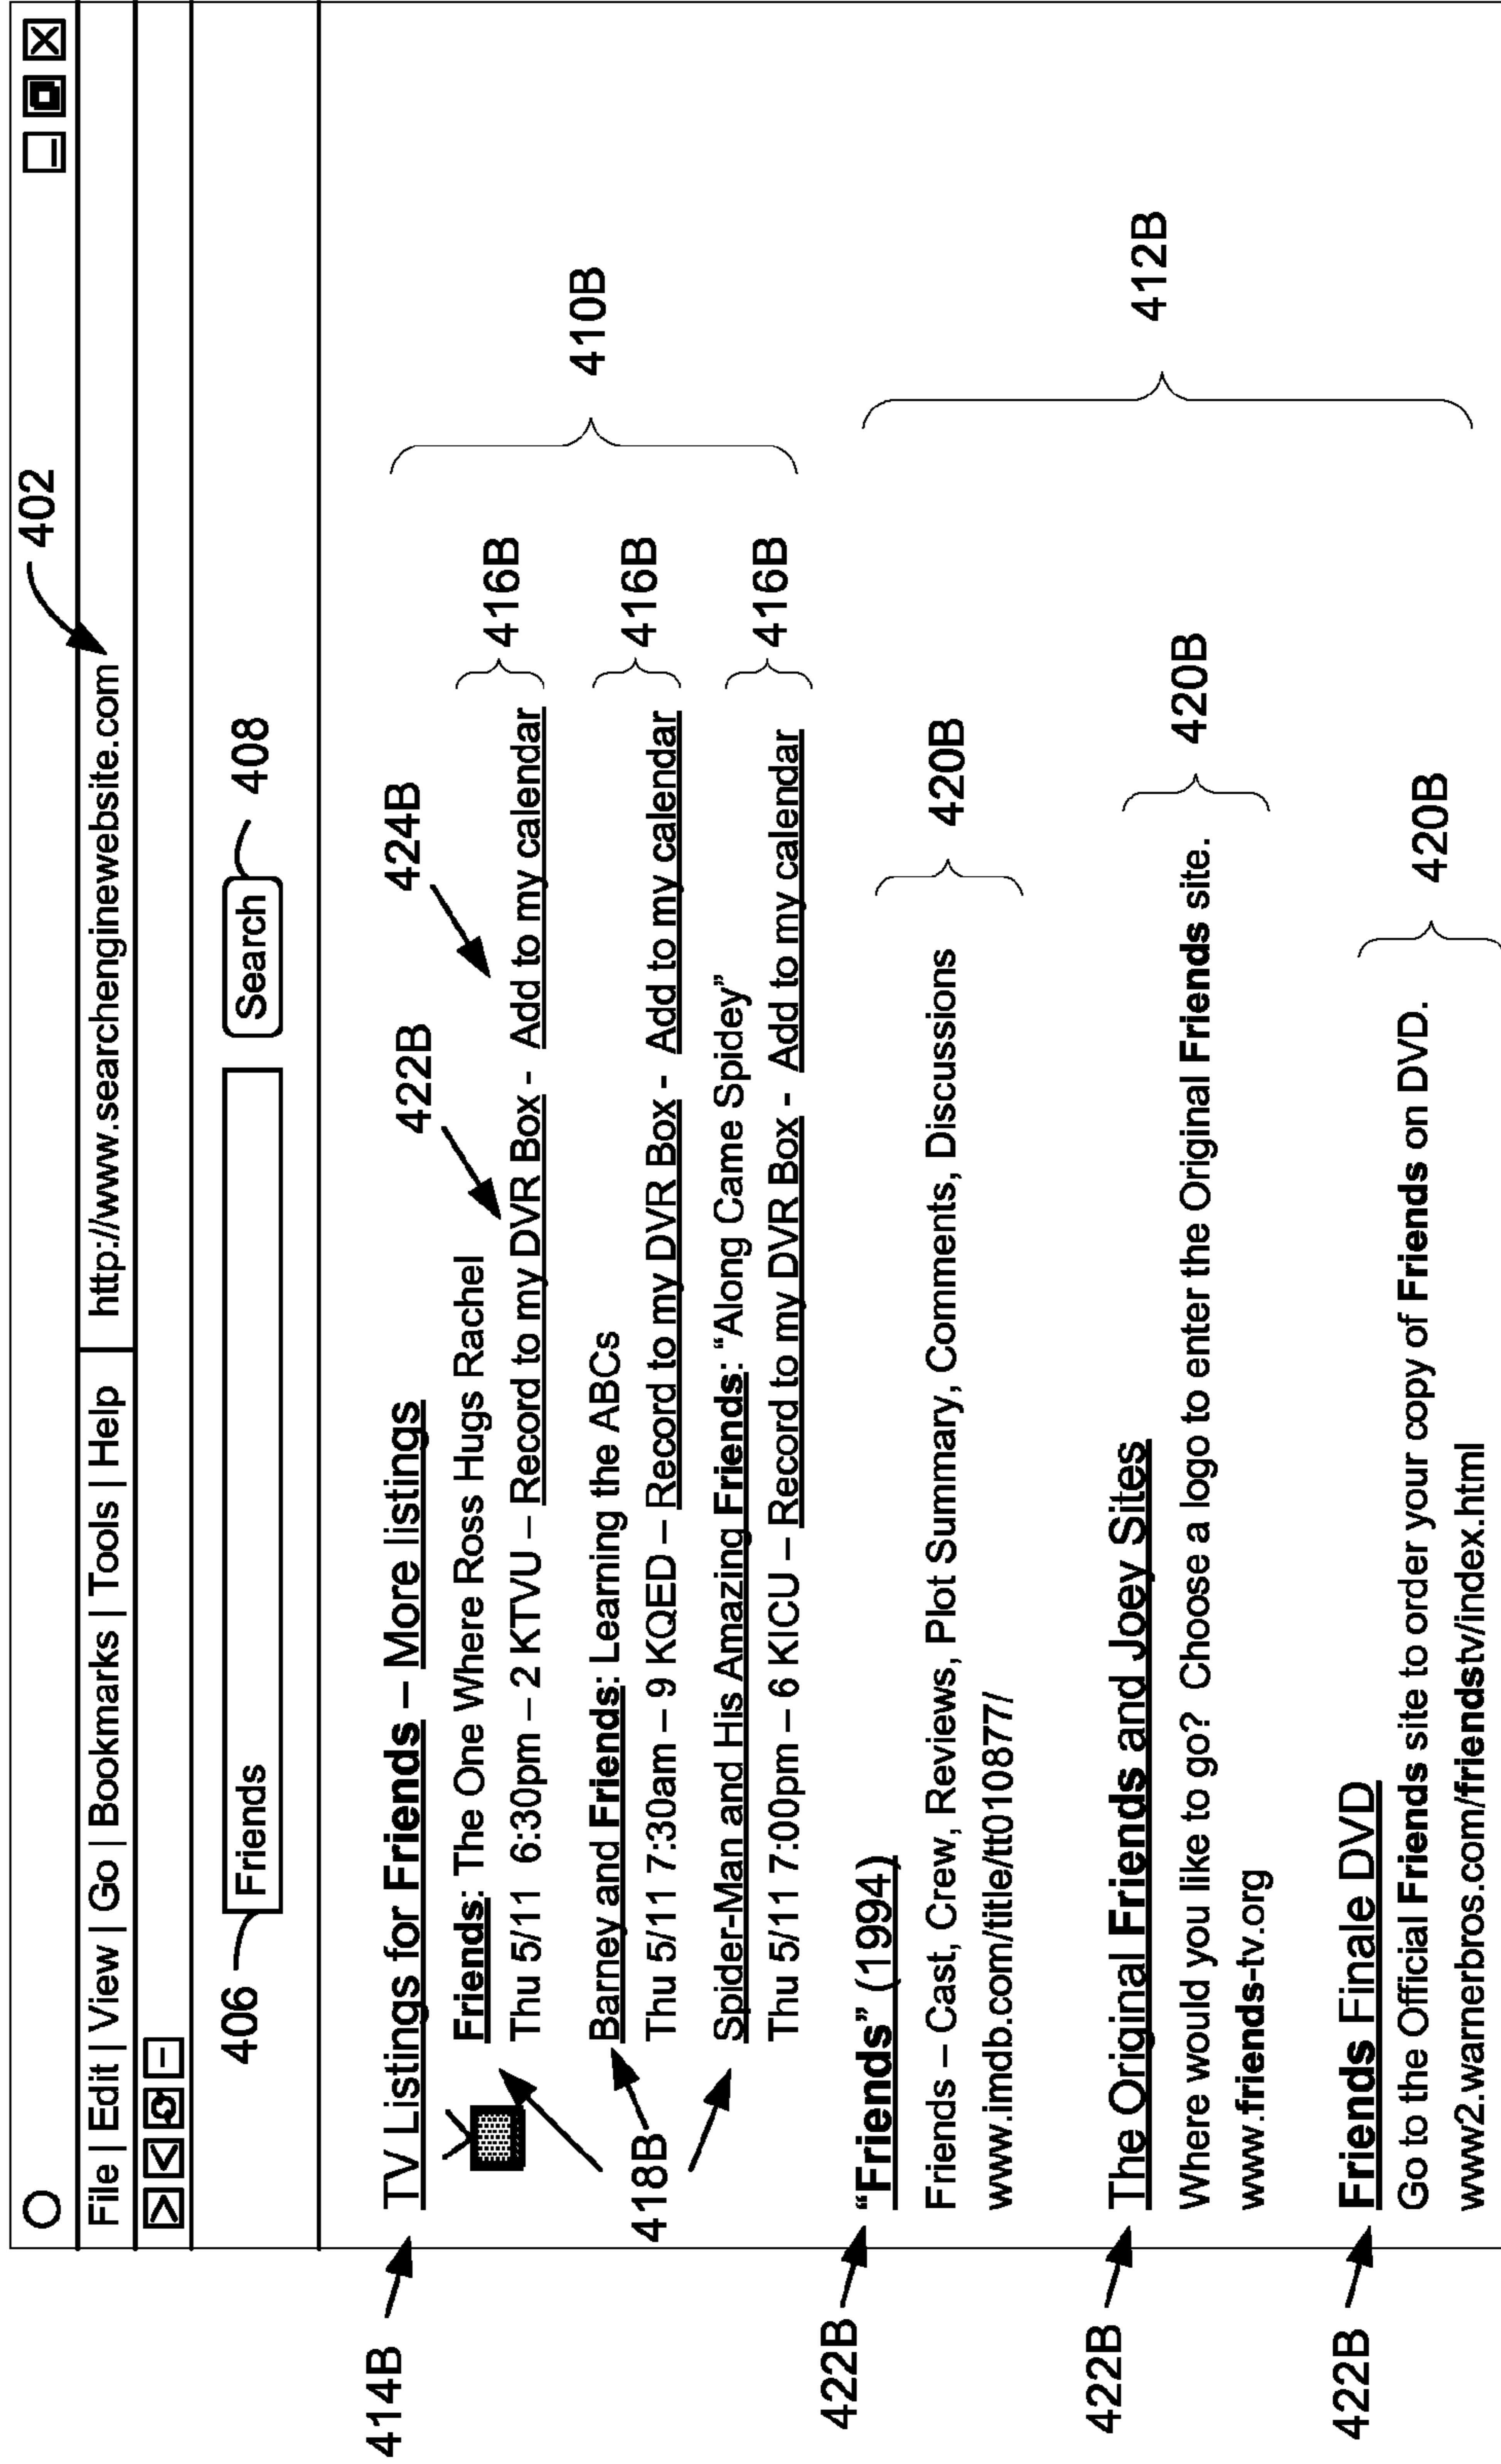 402
File | Edit | View | Go | Bookmarks | Tools | Help http://www.searchenginewebsite.com
406 Friends Search 408
414B TV Listings for Friends – More listings
422B 424B
Friends: The One Where Ross Hugs Rachel
Thu 5/11 6:30pm – 2 KTVU – Record to my DVR Box - Add to my calendar 416B
Barney and Friends: Learning the ABCs
Thu 5/11 7:30am – 9 KQED – Record to my DVR Box - Add to my calendar 416B
410B
418B
Spider-Man and His Amazing Friends: “Along Came Spidey”
Thu 5/11 7:00pm – 6 KICU – Record to my DVR Box - Add to my calendar 416B
422B “Friends” (1994)
Friends – Cast, Crew, Reviews, Plot Summary, Comments, Discussions 420B
www.imdb.com/title/tt010877/
422B The Original Friends and Joey Sites
412B
Where would you like to go? Choose a logo to enter the Original Friends site. 420B
www.friends-tv.org
422B Friends Finale DVD
Go to the Official Friends site to order your copy of Friends on DVD. 420B
www2.warnerbros.com/friendstv/index.html